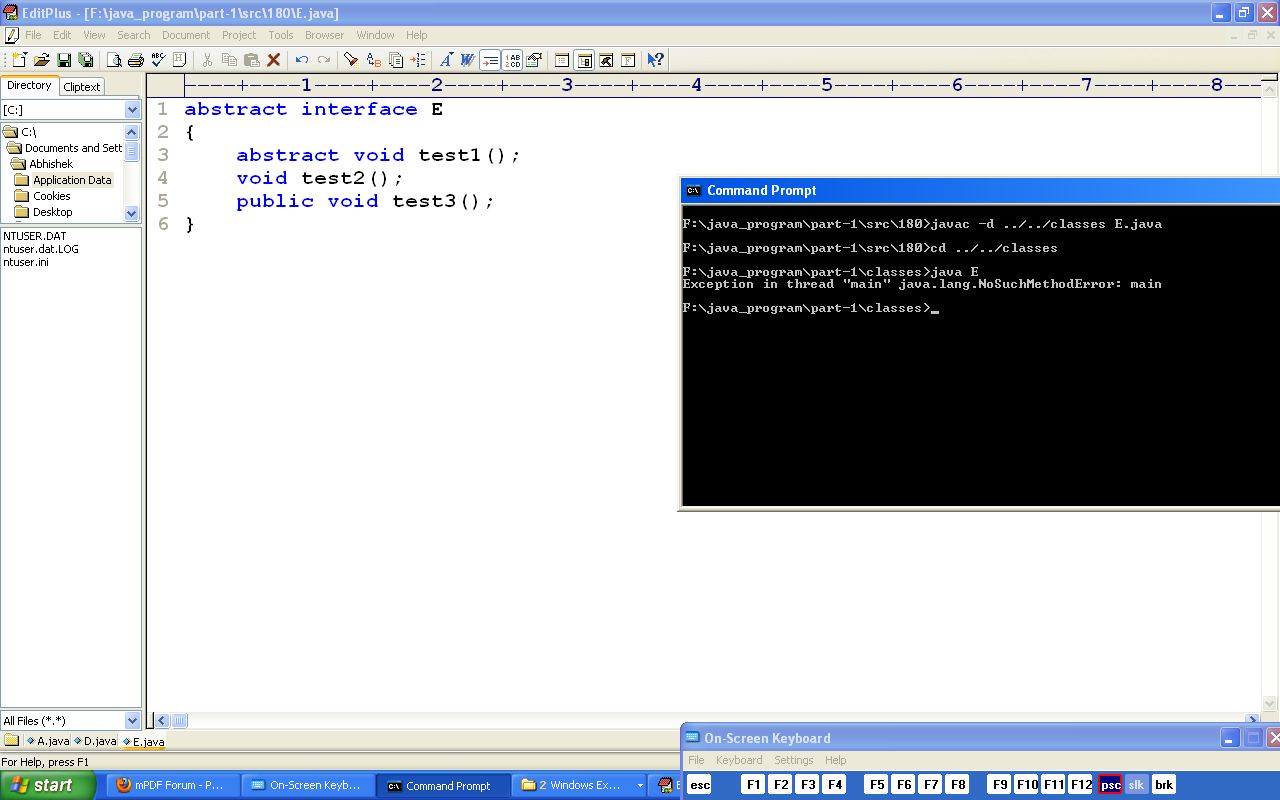 EditPlus - [F:\java_program\part-1\src\180\E.java]
File Edit View Search Document Project Tools Browser Window Help
Directory Cliptext
[C:]
C:\
Documents and Sett
Abhishek
Application Data
Cookies
Desktop
NTUSER.DAT
ntuser.dat.LOG
ntuser.ini
All Files (*.*)
----+----1----+----2----+----3----+----4----+----5----+----6----+----7----+----8----
1 abstract interface E
2 {
3 abstract void test1();
4 void test2();
5 public void test3();
6 }
Command Prompt
F:\java_program\part-1\src\180>javac -d ../../classes E.java
F:\java_program\part-1\src\180>cd ../../classes
F:\java_program\part-1\classes>java E
Exception in thread "main" java.lang.NoSuchMethodError: main
F:\java_program\part-1\classes>_
A.java D.java E.java
For Help, press F1
On-Screen Keyboard
File Keyboard Settings Help
esc F1 F2 F3 F4 F5 F6 F7 F8 F9 F10 F11 F12 psc slk brk
start mPDF Forum - P... On-Screen Keyb... Command Prompt 2 Windows Ex...